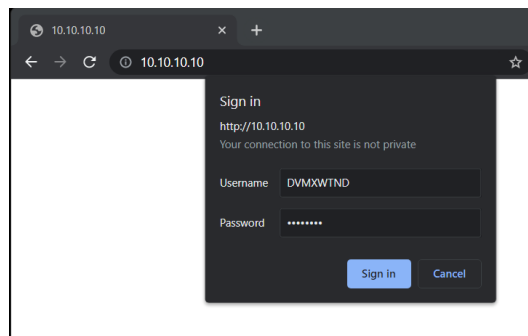 10.10.10.10
10.10.10.10
Sign in
http://10.10.10.10
Your connection to this site is not private
Username DVMXWTND
Password ••••••••
Sign in Cancel